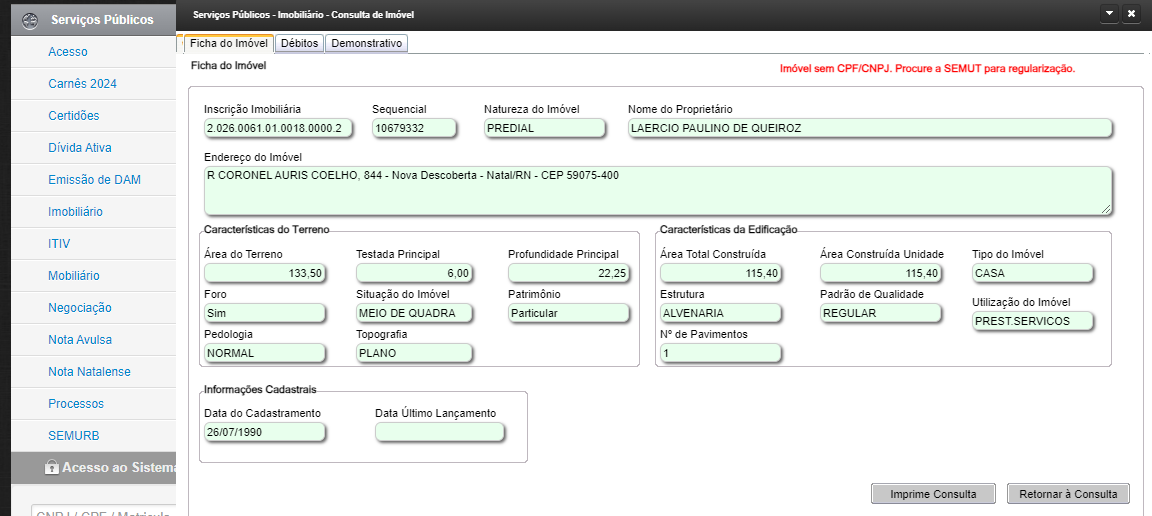 Serviços Públicos
Acesso
Carnês 2024
Certidões
Dívida Ativa
Emissão de DAM
Imobiliário
ITIV
Mobiliário
Negociação
Nota Avulsa
Nota Natalense
Processos
SEMURB
Acesso ao Sistema
CNPJ / CPF / Matricula
Serviços Públicos - Imobiliário - Consulta de Imóvel
Ficha do Imóvel Débitos Demonstrativo
Ficha do Imóvel
Imóvel sem CPF/CNPJ. Procure a SEMUT para regularização.
Inscrição Imobiliária Sequencial Natureza do Imóvel Nome do Proprietário
2.026.0061.01.0018.0000.2 10679332 PREDIAL LAERCIO PAULINO DE QUEIROZ
Endereço do Imóvel
R CORONEL AURIS COELHO, 844 - Nova Descoberta - Natal/RN - CEP 59075-400
Características do Terreno
Área do Terreno Testada Principal Profundidade Principal
133,50 6,00 22,25
Foro Situação do Imóvel Patrimônio
Sim MEIO DE QUADRA Particular
Pedologia Topografia
NORMAL PLANO
Características da Edificação
Área Total Construída Área Construída Unidade Tipo do Imóvel
115,40 115,40 CASA
Estrutura Padrão de Qualidade Utilização do Imóvel
ALVENARIA REGULAR PREST.SERVICOS
Nº de Pavimentos
1
Informações Cadastrais
Data do Cadastramento Data Último Lançamento
26/07/1990
Imprime Consulta Retornar à Consulta